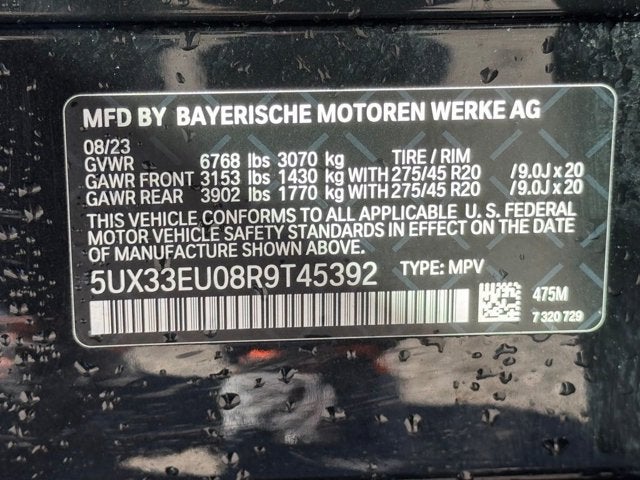 MFD BY BAYERISCHE MOTOREN WERKE AG
08/23
GVWR 6768 lbs 3070 kg TIRE / RIM
GAWR FRONT 3153 lbs 1430 kg WITH 275/45 R20 /9.0J x 20
GAWR REAR 3902 lbs 1770 kg WITH 275/45 R20 /9.0J x 20
THIS VEHICLE CONFORMS TO ALL APPLICABLE U. S. FEDERAL
MOTOR VEHICLE SAFETY STANDARDS IN EFFECT ON THE DATE
OF MANUFACTURE SHOWN ABOVE.
5UX33EU08R9T45392 TYPE: MPV
475M
7 320 729